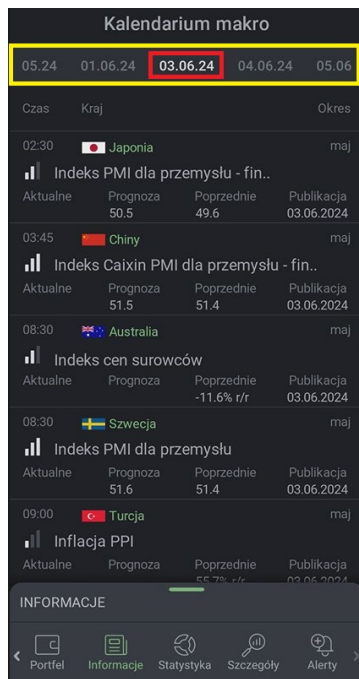 Kalendarium makro
05.24 01.06.24 03.06.24 04.06.24 05.06
Czas Kraj Okres
02:30 Japonia maj
Indeks PMI dla przemysłu - fin..
Aktualne Prognoza Poprzednie Publikacja
50.5 49.6 03.06.2024
03:45 Chiny maj
Indeks Caixin PMI dla przemysłu - fin..
Aktualne Prognoza Poprzednie Publikacja
51.5 51.4 03.06.2024
08:30 Australia maj
Indeks cen surowców
Aktualne Prognoza Poprzednie Publikacja
-11.6% r/r 03.06.2024
08:30 Szwecja maj
Indeks PMI dla przemysłu
Aktualne Prognoza Poprzednie Publikacja
51.6 51.4 03.06.2024
09:00 Turcja maj
Inflacja PPI
Aktualne Prognoza Poprzednie Publikacja
55.7% r/r 03.06.2024
INFORMACJE
Portfel Informacje Statystyka Szczegóły Alerty